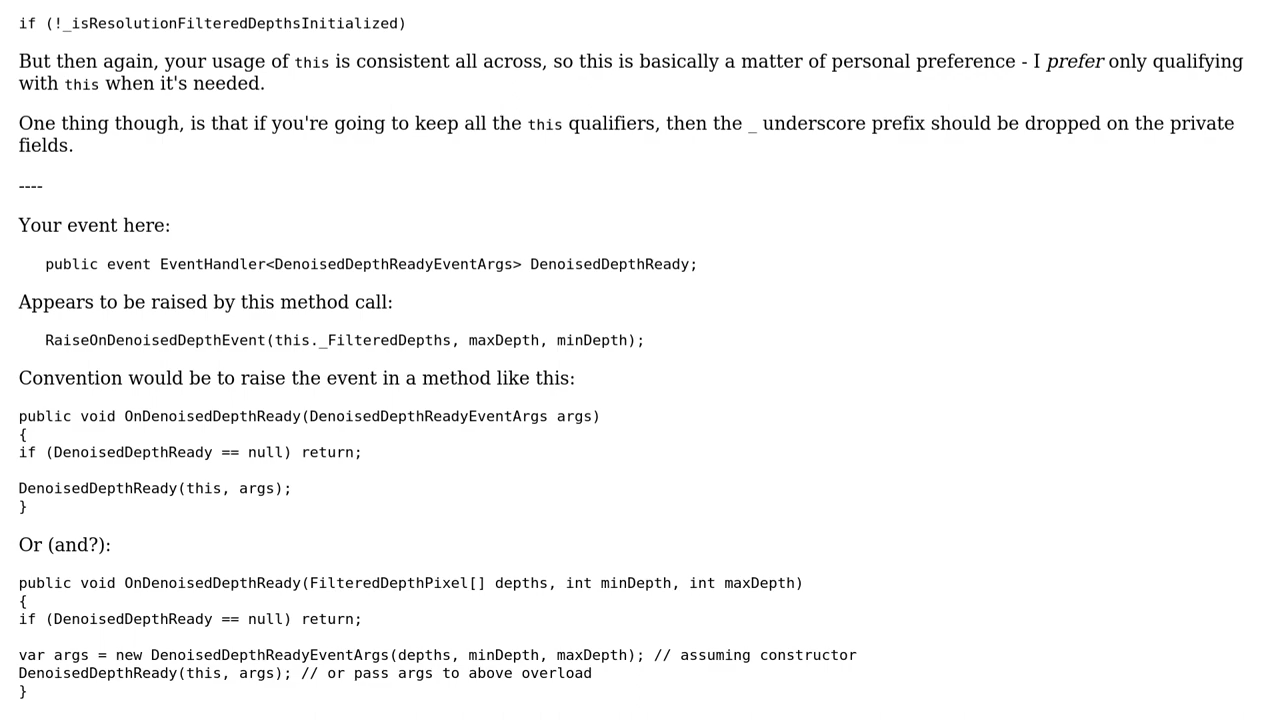 if (!_isResolutionFilteredDepthsInitialized)
But then again, your usage of this is consistent all across, so this is basically a matter of personal preference - I prefer only qualifying
with this when it's needed.
One thing though, is that if you're going to keep all the this qualifiers, then the _ underscore prefix should be dropped on the private
fields.
----
Your event here:
public event EventHandler<DenoisedDepthReadyEventArgs> DenoisedDepthReady;
Appears to be raised by this method call:
RaiseOnDenoisedDepthEvent(this._FilteredDepths, maxDepth, minDepth);
Convention would be to raise the event in a method like this:
public void OnDenoisedDepthReady(DenoisedDepthReadyEventArgs args)
{
if (DenoisedDepthReady == null) return;
DenoisedDepthReady(this, args);
}
Or (and?):
public void OnDenoisedDepthReady(FilteredDepthPixel[] depths, int minDepth, int maxDepth)
{
if (DenoisedDepthReady == null) return;
var args = new DenoisedDepthReadyEventArgs(depths, minDepth, maxDepth); // assuming constructor
DenoisedDepthReady(this, args); // or pass args to above overload
}